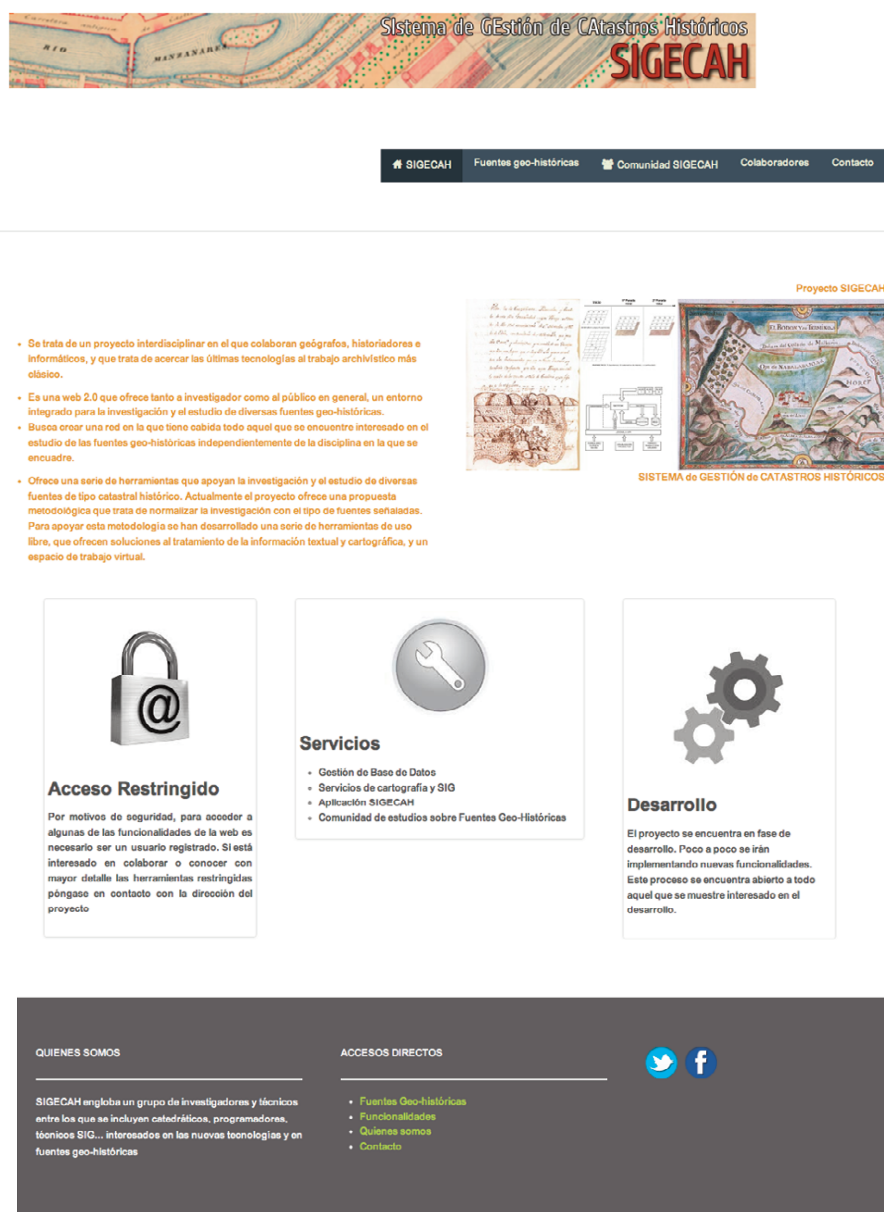 SIstema de GEstión de CAtastros Históricos
SIGECAH
RIO
MANZANARES
SIGECAH
Fuentes geo-históricas
Comunidad SIGECAH
Colaboradores
Contacto
Proyecto SIGECAH
• Se trata de un proyecto interdisciplinar en el que colaboran geógrafos, historiadores e
informáticos, y que trata de acercar las últimas tecnologías al trabajo archivístico más
clásico.
• Es una web 2.0 que ofrece tanto a investigador como al público en general, un entorno
integrado para la investigación y el estudio de diversas fuentes geo-históricas.
• Busca crear una red en la que tiene cabida todo aquel que se encuentre interesado en el
estudio de las fuentes geo-históricas independientemente de la disciplina en la que se
encuadre.
• Ofrece una serie de herramientas que apoyan la investigación y el estudio de diversas
fuentes de tipo catastral histórico. Actualmente el proyecto ofrece una propuesta
metodológica que trata de normalizar la investigación con el tipo de fuentes señaladas.
Para apoyar esta metodología se han desarrollado una serie de herramientas de uso
libre, que ofrecen soluciones al tratamiento de la información textual y cartográfica, y un
espacio de trabajo virtual.
SISTEMA de GESTIÓN de CATASTROS HISTÓRICOS
Acceso Restringido
Por motivos de seguridad, para acceder a
algunas de las funcionalidades de la web es
necesario ser un usuario registrado. Si está
interesado en colaborar o conocer con
mayor detalle las herramientas restringidas
póngase en contacto con la dirección del
proyecto
Servicios
• Gestión de Base de Datos
• Servicios de cartografía y SIG
• Aplicación SIGECAH
• Comunidad de estudios sobre Fuentes Geo-Históricas
Desarrollo
El proyecto se encuentra en fase de
desarrollo. Poco a poco se irán
implementando nuevas funcionalidades.
Este proceso se encuentra abierto a todo
aquel que se muestre interesado en el
desarrollo.
QUIENES SOMOS
SIGECAH engloba un grupo de investigadores y técnicos
entre los que se incluyen catedráticos, programadores,
técnicos SIG... interesados en las nuevas tecnologías y en
fuentes geo-históricas
ACCESOS DIRECTOS
• Fuentes Geo-históricas
• Funcionalidades
• Quienes somos
• Contacto